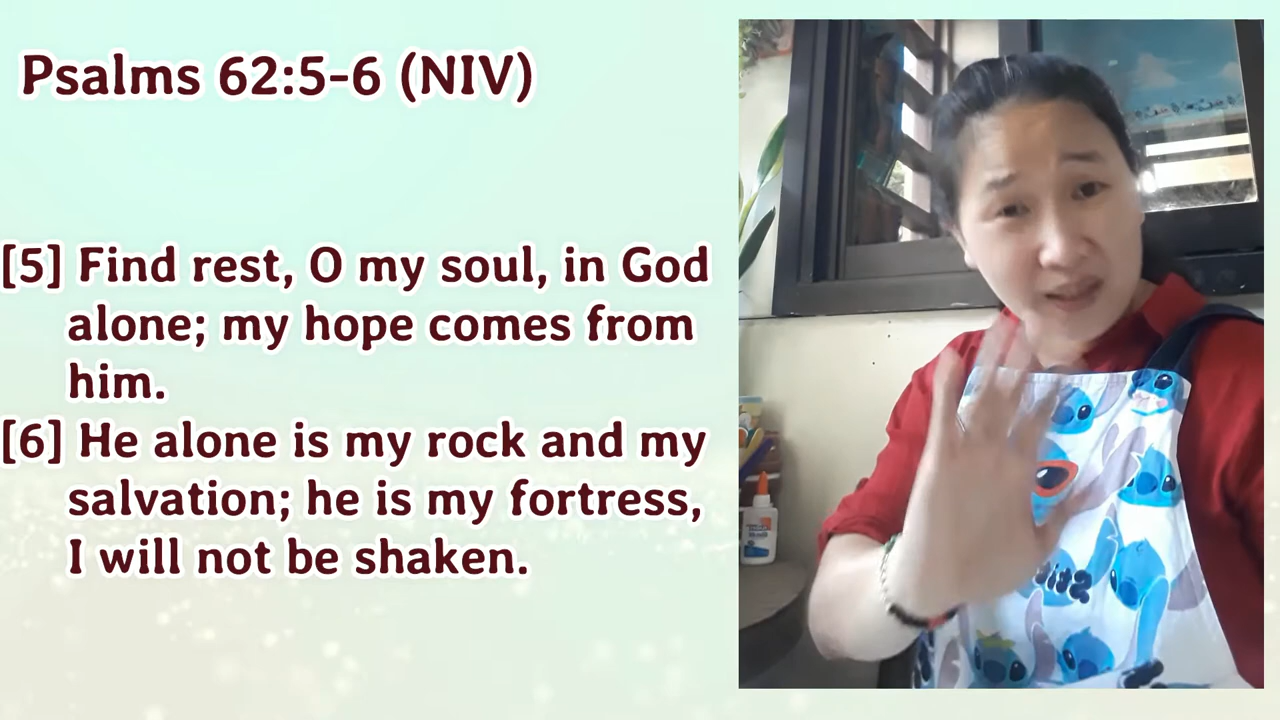 Psalms 62:5-6 (NIV)
[5] Find rest, O my soul, in God
alone; my hope comes from
him.
[6] He alone is my rock and my
salvation; he is my fortress,
I will not be shaken.